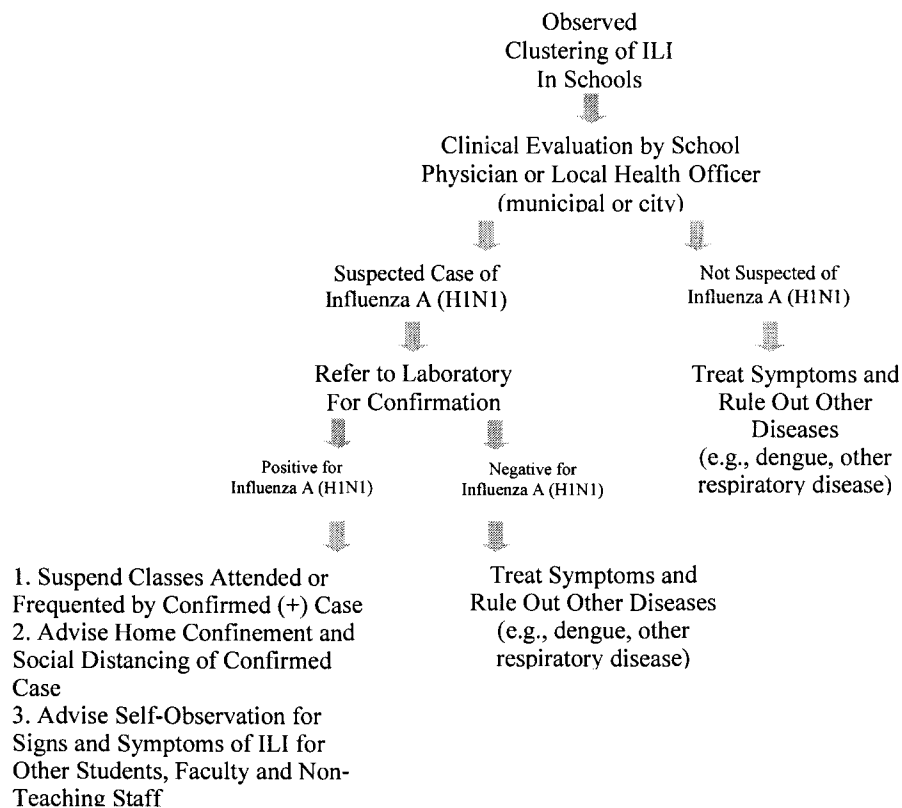 Observed
Clustering of ILI
In Schools
Clinical Evaluation by School
Physician or Local Health Officer
(municipal or city)
Suspected Case of
Influenza A (H1N1)
Not Suspected of
Influenza A (H1N1)
Refer to Laboratory
For Confirmation
Treat Symptoms and
Rule Out Other
Diseases
(e.g., dengue, other
respiratory disease)
Positive for
Influenza A (H1N1)
Negative for
Influenza A (H1N1)
1. Suspend Classes Attended or
Frequented by Confirmed (+) Case
2. Advise Home Confinement and
Social Distancing of Confirmed
Case
3. Advise Self-Observation for
Signs and Symptoms of ILI for
Other Students, Faculty and Non-
Teaching Staff
Treat Symptoms and
Rule Out Other Diseases
(e.g., dengue, other
respiratory disease)